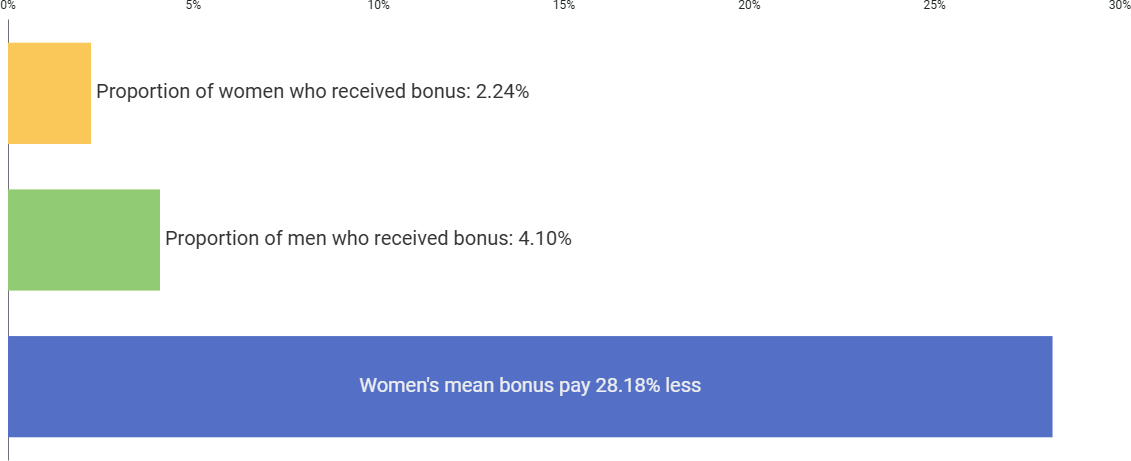 0% 5% 10% 15% 20% 25% 30%
Proportion of women who received bonus: 2.24%
Proportion of men who received bonus: 4.10%
Women's mean bonus pay 28.18% less